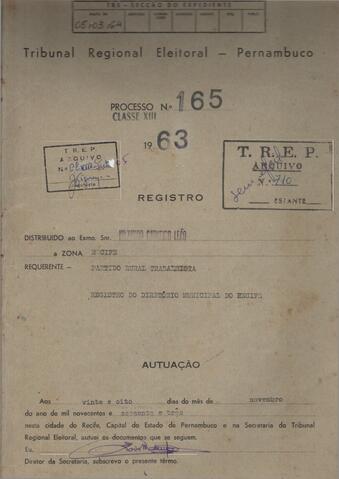 TRE - SECÇÃO DO EXPEDIENTE
05.03.64
Tribunal Regional Eleitoral — Pernambuco
PROCESSO N.º 165
CLASSE XIII
1963
T. R. E. P.
ARQUIVO
N.º
T. R. E. P.
ARQUIVO
N.º 710
ESTANTE
REGISTRO
DISTRIBUIDO ao Exmo. Snr.
a ZONA RECIFE
REQUERENTE — PARTIDO RURAL TRABALHISTA
REGISTRO DO DIRETÓRIO MUNICIPAL DO RECIFE
AUTUAÇÃO
Aos vinte e oito dias do mês de novembro
do ano de mil novecentos e sessenta e três
nesta cidade do Recife, Capital do Estado de Pernambuco e na Secretaria do Tribunal
Regional Eleitoral, autuei os documentos que se seguem.
Eu,
Diretor da Secretaria, subscrevo o presente têrmo.